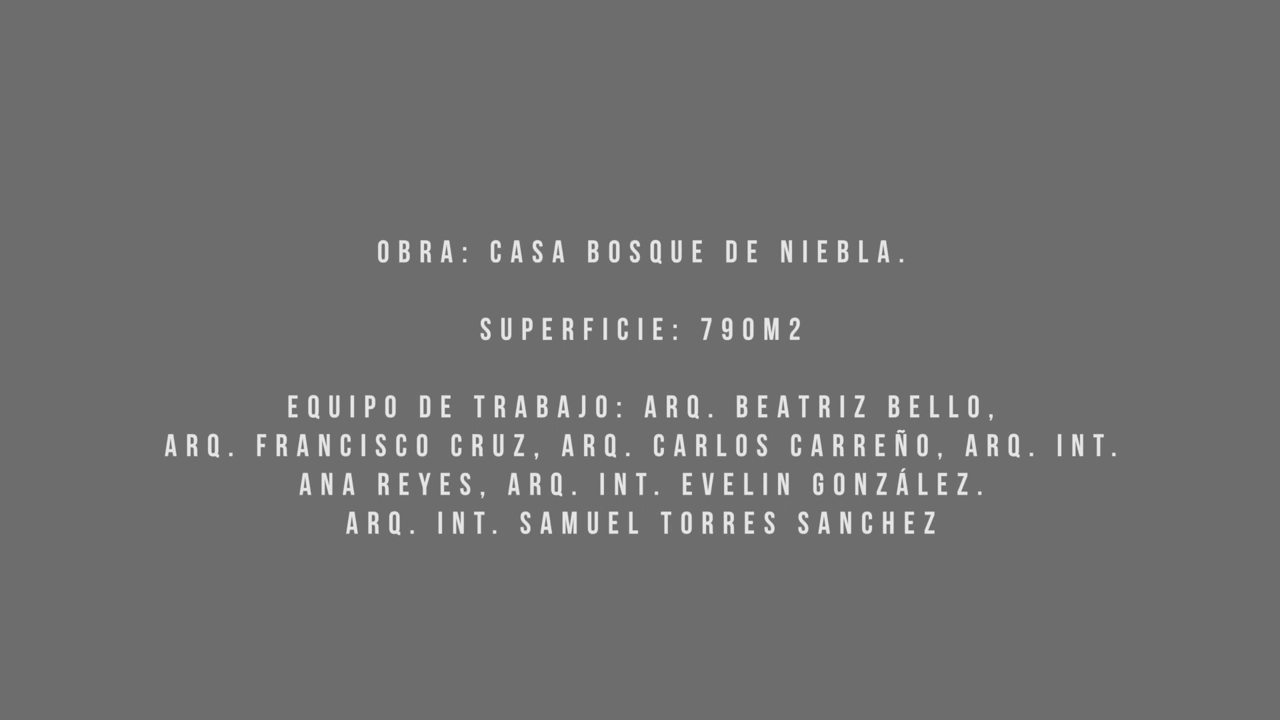 OBRA: CASA BOSQUE DE NIEBLA.
SUPERFICIE: 790M2
EQUIPO DE TRABAJO: ARQ. BEATRIZ BELLO,
ARQ. FRANCISCO CRUZ, ARQ. CARLOS CARREÑO, ARQ. INT.
ANA REYES, ARQ. INT. EVELIN GONZÁLEZ.
ARQ. INT. SAMUEL TORRES SANCHEZ